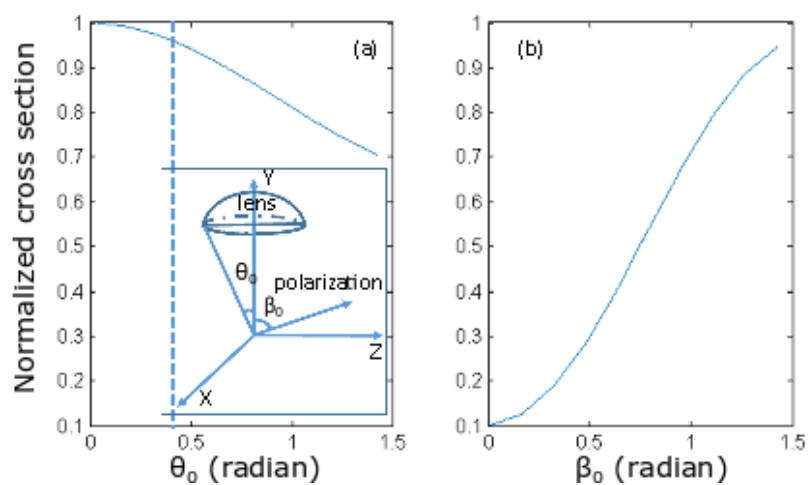 Normalized cross section
1
0.9
0.8
0.7
0.6
0.5
0.4
0.3
0.2
0.1
0
0.5
1
1.5
θ₀ (radian)
(a)
Y
lens
θ₀
polarization
β₀
Z
X
1
0.9
0.8
0.7
0.6
0.5
0.4
0.3
0.2
0.1
0
0.5
1
1.5
β₀ (radian)
(b)